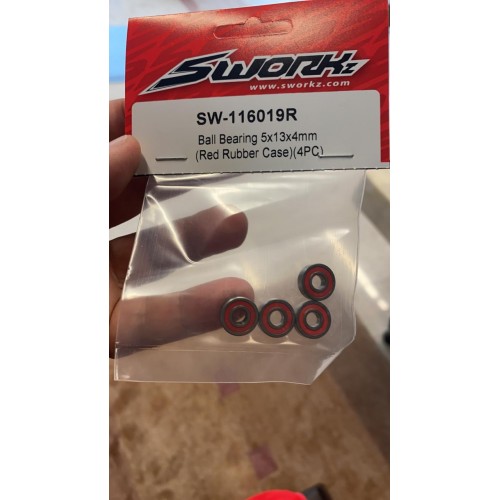 SWORKz
www.sworkz.com
SW-116019R
Ball Bearing 5x13x4mm
(Red Rubber Case)(4PC)